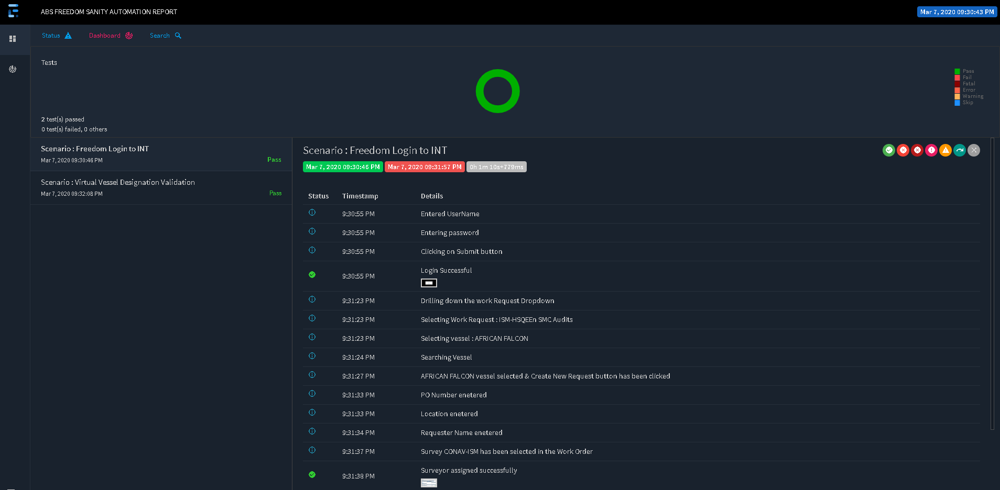 ABS FREEDOM SANITY AUTOMATION REPORT
Mar 7, 2020 09:30:43 PM
Status
Dashboard
Search
Tests
Pass
Fail
Fatal
Error
Warning
Skip
2 test(s) passed
0 test(s) failed, 0 others
Scenario : Freedom Login to INT
Mar 7, 2020 09:30:46 PM
Pass
Scenario : Virtual Vessel Designation Validation
Mar 7, 2020 09:32:08 PM
Pass
Scenario : Freedom Login to INT
Mar 7, 2020 09:30:46 PM Mar 7, 2020 09:31:57 PM 0h 1m 10s+779ms
Status Timestamp Details
9:30:55 PM Entered UserName
9:30:55 PM Entering password
9:30:55 PM Clicking on Submit button
9:30:55 PM Login Successful
9:31:23 PM Drilling down the work Request Dropdown
9:31:23 PM Selecting Work Request : ISM-HSQEEn SMC Audits
9:31:23 PM Selecting vessel : AFRICAN FALCON
9:31:24 PM Searching Vessel
9:31:27 PM AFRICAN FALCON vessel selected & Create New Request button has been clicked
9:31:33 PM PO Number enetered
9:31:33 PM Location enetered
9:31:34 PM Requester Name enetered
9:31:37 PM Survey CONAV-ISM has been selected in the Work Order
9:31:38 PM Surveyor assigned successfully